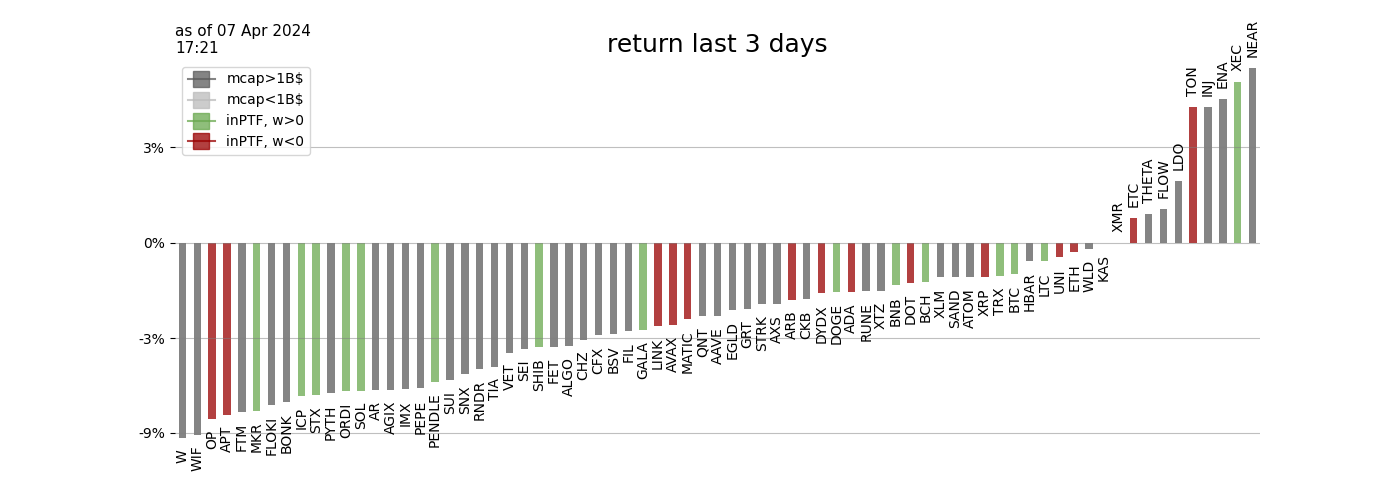 as of 07 Apr 2024
17:21
return last 3 days
mcap>1B$
mcap<1B$
inPTF, w>0
inPTF, w<0
3%
0%
-3%
-9%
W
WIF
OP
APT
FTM
MKR
FLOKI
BONK
ICP
STX
PYTH
ORDI
SOL
AR
AGIX
IMX
PEPE
PENDLE
SUI
SNX
RNDR
TIA
VET
SEI
SHIB
FET
ALGO
CHZ
CFX
BSV
FIL
GALA
LINK
AVAX
MATIC
QNT
AAVE
EGLD
GRT
STRK
AXS
ARB
CKB
DYDX
DOGE
ADA
RUNE
XTZ
BNB
DOT
BCH
XLM
SAND
ATOM
XRP
TRX
BTC
HBAR
LTC
UNI
ETH
WLD
KAS
XMR
ETC
THETA
FLOW
LDO
TON
INJ
ENA
XEC
NEAR